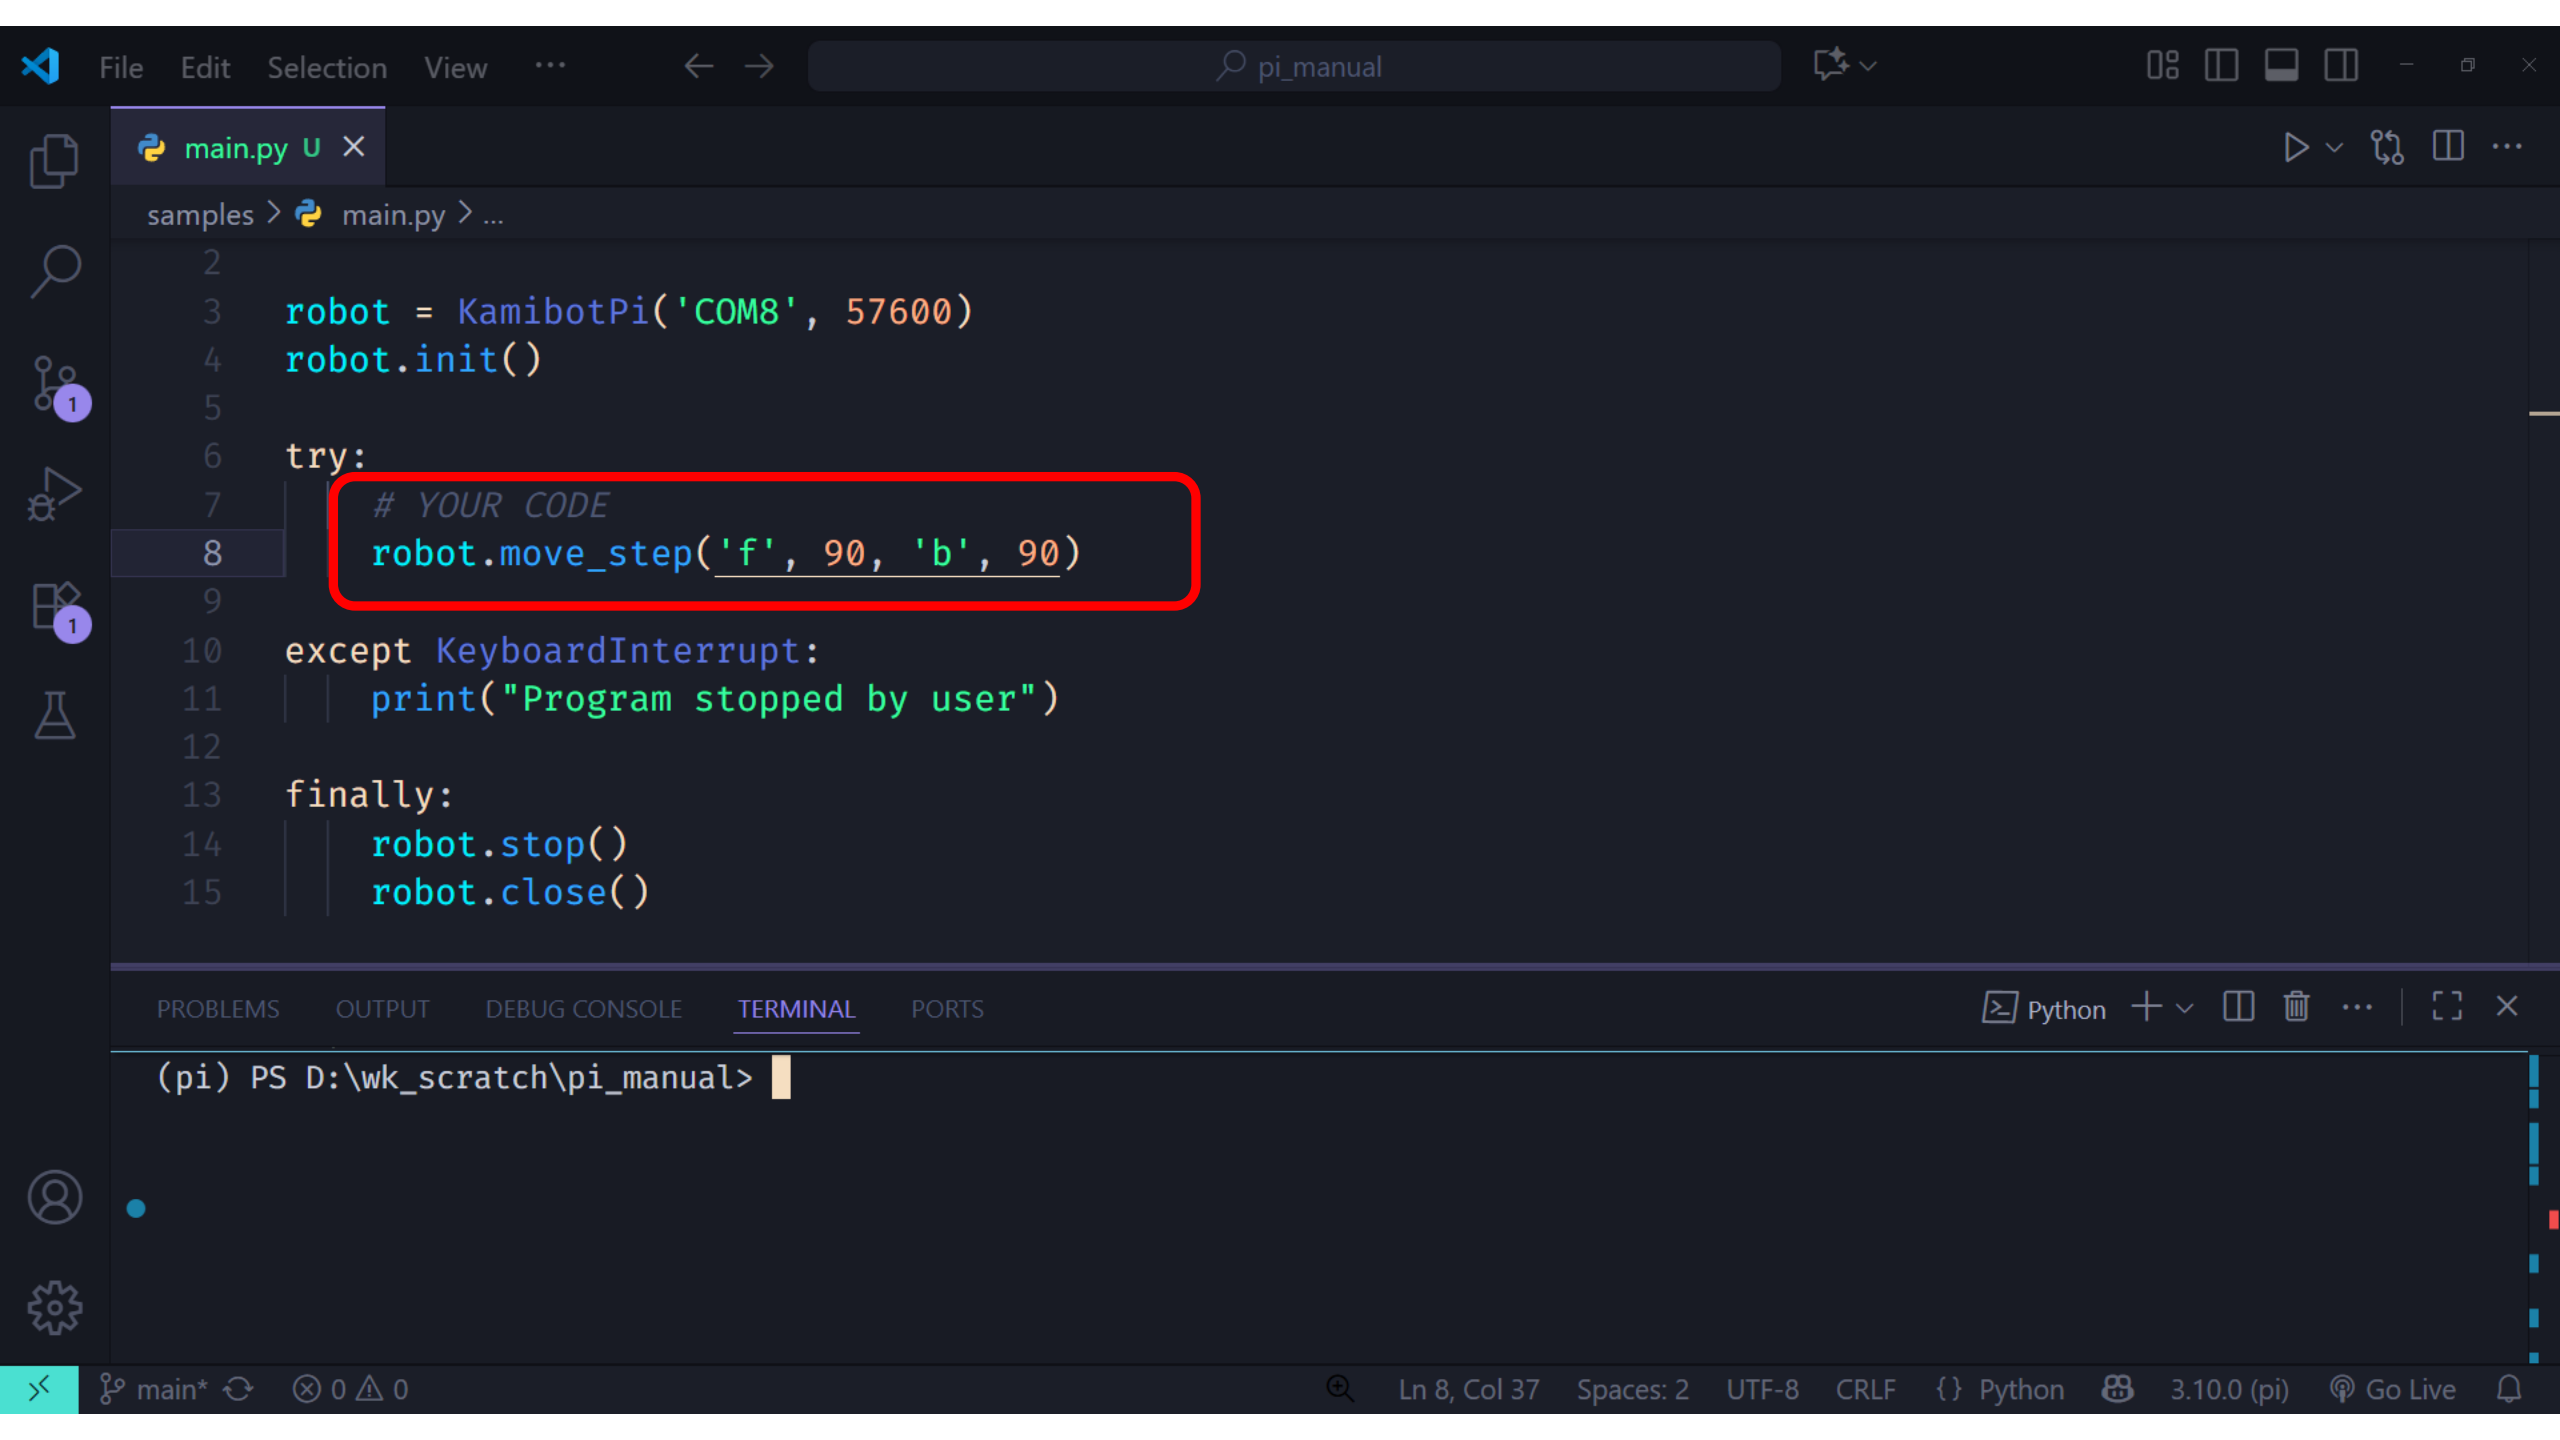 File Edit Selection View ··· pi_manual
main.py U
samples > main.py > ...
2
3 robot = KamibotPi('COM8', 57600)
4 robot.init()
5
6 try:
7 # YOUR CODE
8 robot.move_step('f', 90, 'b', 90)
9
10 except KeyboardInterrupt:
11 print("Program stopped by user")
12
13 finally:
14 robot.stop()
15 robot.close()
1
1
PROBLEMS OUTPUT DEBUG CONSOLE TERMINAL PORTS Python
(pi) PS D:\wk_scratch\pi_manual>
main* 0 0 Ln 8, Col 37 Spaces: 2 UTF-8 CRLF {} Python 3.10.0 (pi) Go Live